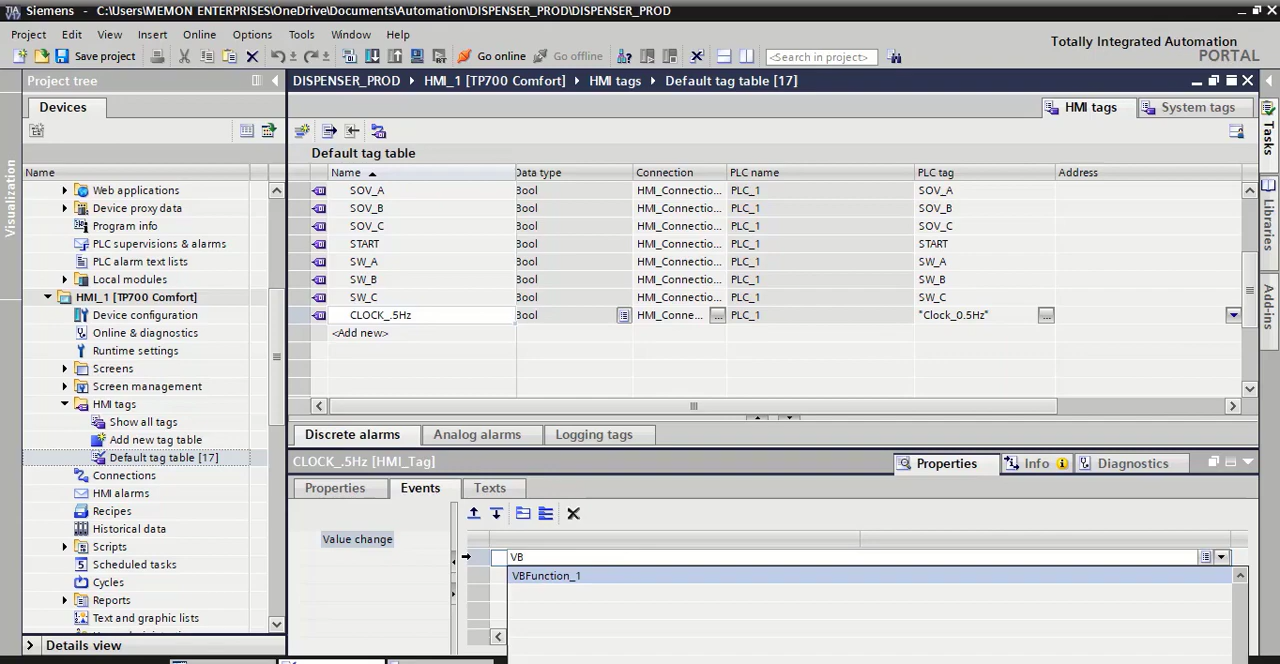 Siemens - C:\Users\MEMON ENTERPRISES\OneDrive\Documents\Automation\DISPENSER_PROD\DISPENSER_PROD
Project Edit View Insert Online Options Tools Window Help
Totally Integrated Automation
PORTAL
Save project Go online Go offline <Search in project>
Project tree
DISPENSER_PROD HMI_1 [TP700 Comfort] HMI tags Default tag table [17]
Devices
HMI tags System tags
Default tag table
Name
Name Data type Connection PLC name PLC tag Address
Web applications
SOV_A Bool HMI_Connectio... PLC_1 SOV_A
Device proxy data
SOV_B Bool HMI_Connectio... PLC_1 SOV_B
Program info
SOV_C Bool HMI_Connectio... PLC_1 SOV_C
PLC supervisions & alarms
START Bool HMI_Connectio... PLC_1 START
PLC alarm text lists
SW_A Bool HMI_Connectio... PLC_1 SW_A
Local modules
SW_B Bool HMI_Connectio... PLC_1 SW_B
HMI_1 [TP700 Comfort]
SW_C Bool HMI_Connectio... PLC_1 SW_C
Device configuration
CLOCK_.5Hz Bool HMI_Conne... ... PLC_1 "Clock_0.5Hz" ...
Online & diagnostics
<Add new>
Runtime settings
Screens
Screen management
HMI tags
Show all tags
Add new tag table
Default tag table [17]
Connections
HMI alarms
Recipes
Historical data
Scripts
Scheduled tasks
Cycles
Reports
Text and graphic lists
Details view
Discrete alarms Analog alarms Logging tags
CLOCK_.5Hz [HMI_Tag]
Properties Info Diagnostics
Properties Events Texts
Value change
VB
VBFunction_1
Visualization
Tasks
Libraries
Add-ins